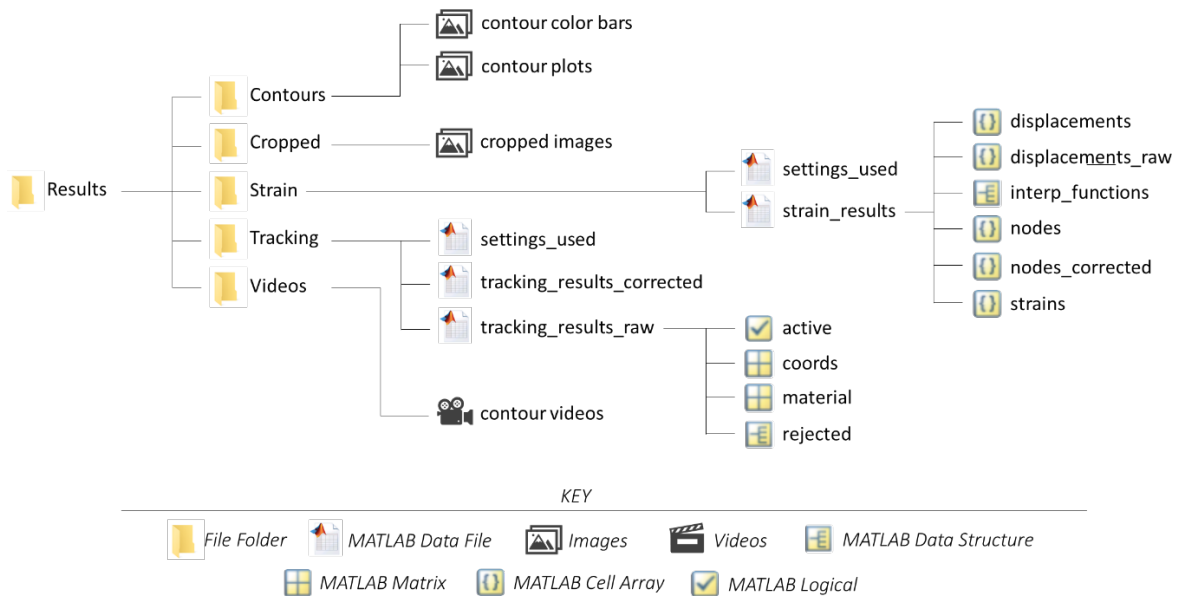 contour color bars
contour plots
Contours
displacements
Cropped
cropped images
displacements_raw
settings_used
Results
Strain
interp_functions
strain_results
nodes
Tracking
settings_used
nodes_corrected
tracking_results_corrected
Videos
strains
tracking_results_raw
active
coords
material
contour videos
rejected
KEY
File Folder
MATLAB Data File
Images
Videos
MATLAB Data Structure
MATLAB Matrix
MATLAB Cell Array
MATLAB Logical